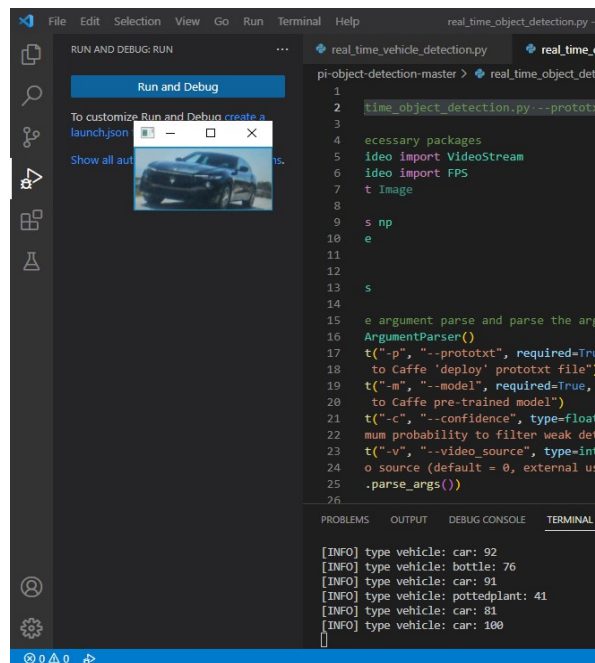 File Edit Selection View Go Run Terminal Help real_time_object_detection.py -
RUN AND DEBUG: RUN ...
Run and Debug
To customize Run and Debug create a
launch.json
Show all aut ns.
real_time_vehicle_detection.py real_time_
pi-object-detection-master > real_time_object_det
1
2 time_object_detection.py --prototx
3
4 ecessary packages
5 ideo import VideoStream
6 ideo import FPS
7 t Image
8
9 s np
10 e
11
12
13 s
14
15 e argument parse and parse the arg
16 ArgumentParser()
17 t("-p", "--prototxt", required=Tru
18 to Caffe 'deploy' prototxt file")
19 t("-m", "--model", required=True,
20 to Caffe pre-trained model")
21 t("-c", "--confidence", type=float
22 mum probability to filter weak det
23 t("-v", "--video_source", type=int
24 o source (default = 0, external us
25 .parse_args())
26
PROBLEMS OUTPUT DEBUG CONSOLE TERMINAL
[INFO] type vehicle: car: 92
[INFO] type vehicle: bottle: 76
[INFO] type vehicle: car: 91
[INFO] type vehicle: pottedplant: 41
[INFO] type vehicle: car: 81
[INFO] type vehicle: car: 100
0 0